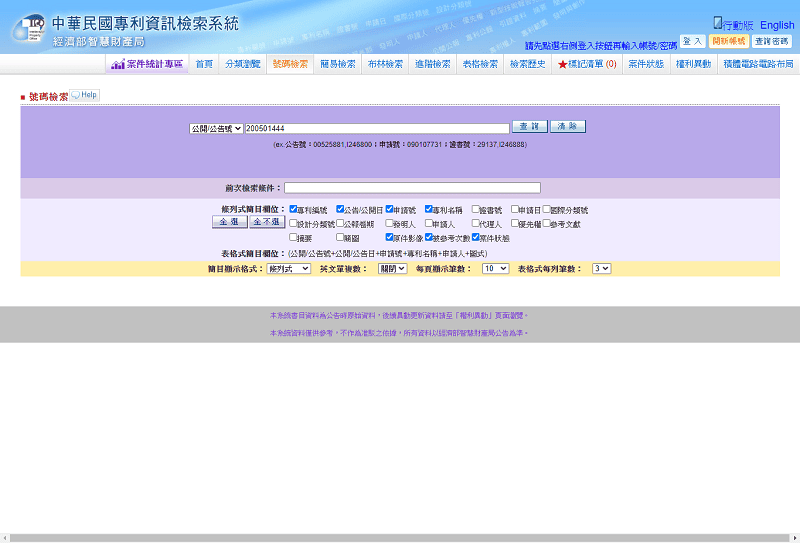 中華民國專利資訊檢索系統
經濟部智慧財產局
行動版 English
請先點選右側登入按鈕再輸入帳號/密碼 登 入 開新帳號 查詢密碼
案件統計專區 首頁 分類瀏覽 號碼檢索 簡易檢索 布林檢索 進階檢索 表格檢索 檢索歷史 ★標記清單 (0) 案件狀態 權利異動 積體電路電路布局
號碼檢索 Help
公開/公告號 200501444 查 詢 清 除
(ex.公告號：00525881,I246800；申請號：090107731；證書號：29137,I246888)
前次檢索條件：
條列式簡目欄位： 專利編號 公告/公開日 申請號 專利名稱 證書號 申請日 國際分類號
全 選 全 不 選 設計分類號 公報卷期 發明人 申請人 代理人 優先權 參考文獻
摘要 縮圖 原件影像 被參考次數 案件狀態
表格式簡目欄位：(公開/公告號+公開/公告日+申請號+專利名稱+申請人+圖式)
簡目顯示格式： 條列式 英文單複數： 關閉 每頁顯示筆數： 10 表格式每列筆數： 3
本系統書目資料為公告時原始資料，後續異動更新資料請至「權利異動」頁面瀏覽。
本系統資料僅供參考，不作為准駁之依據，所有資料以經濟部智慧財產局公告為準。